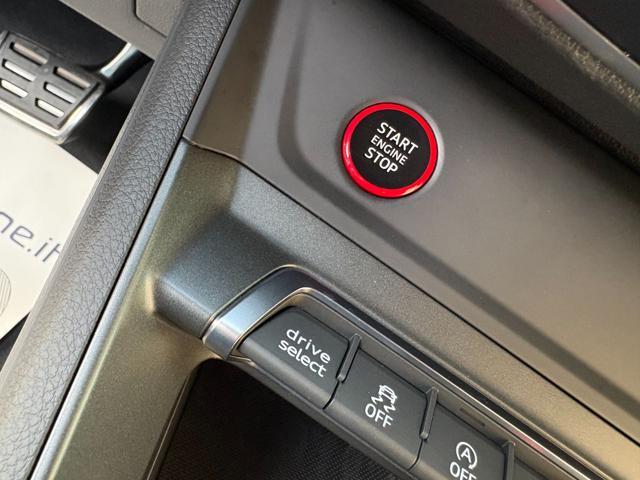 START
ENGINE
STOP
drive
select
OFF
A
OFF
ne.it